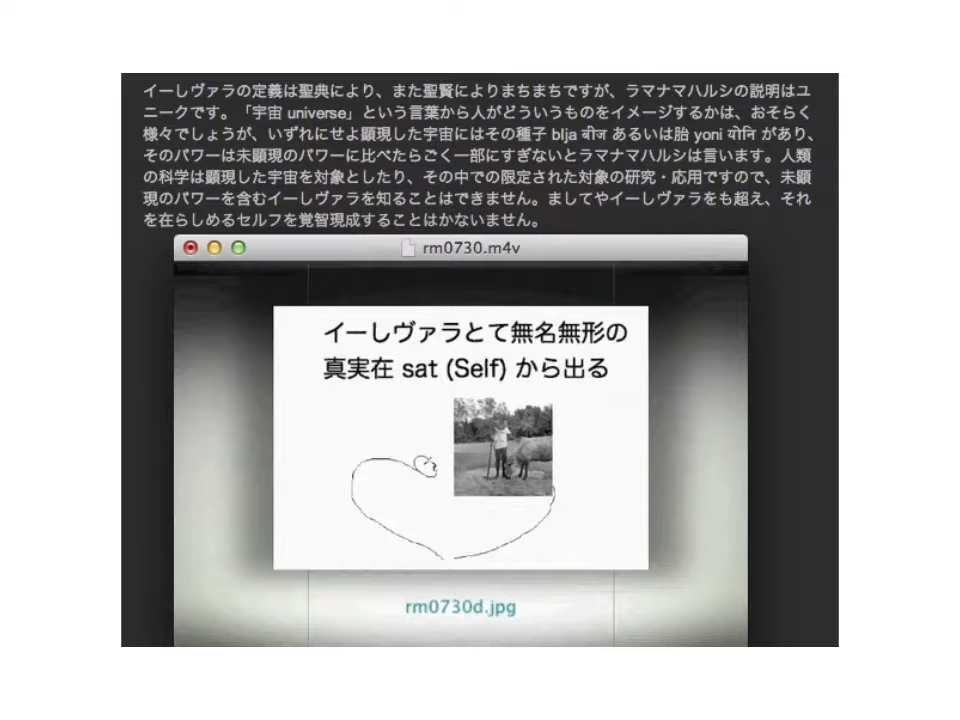 イーしヴァラの定義は聖典により、また聖賢によりまちまちですが、ラマナマハルシの説明はユ
ニークです。「宇宙 universe」という言葉から人がどういうものをイメージするかは、おそらく
様々でしょうが、いずれにせよ顕現した宇宙にはその種子 bIja बीज あるいは胎 yoni योनि があり、
そのパワーは未顕現のパワーに比べたらごく一部にすぎないとラマナマハルシは言います。人類
の科学は顕現した宇宙を対象としたり、その中での限定された対象の研究・応用ですので、未顕
現のパワーを含むイーしヴァラを知ることはできません。ましてやイーしヴァラをも超え、それ
を在らしめるセルフを覚智現成することはかないません。
rm0730.m4v
イーしヴァラとて無名無形の
真実在 sat (Self) から出る
rm0730d.jpg